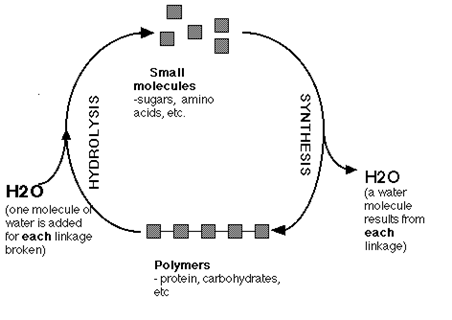 Small
molecules
-sugars, amino
acids, etc.
HYDROLYSIS
SYNTHESIS
H2O
(one molecule of
water is added
for each linkage
broken)
H2O
(a water
molecule
results from
each
linkage)
Polymers
- protein, carbohydrates,
etc